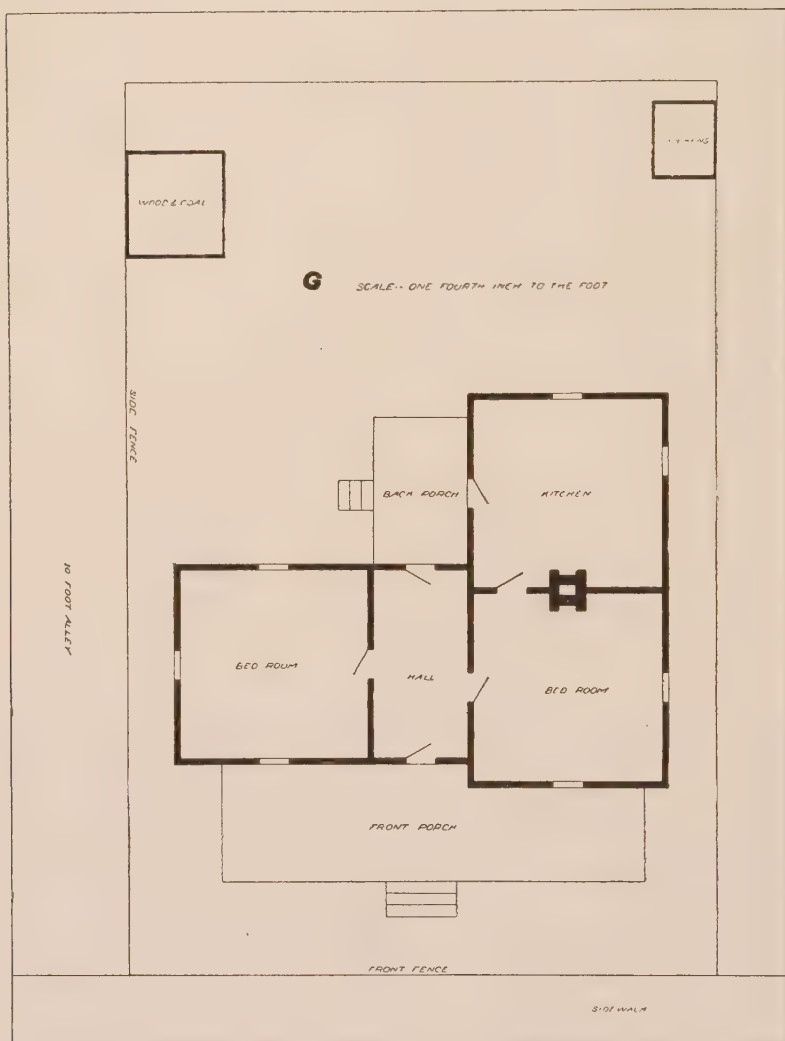 WOOD & COAL
G
SCALE-- ONE FOURTH INCH TO THE FOOT
SIDE FENCE
BACK PORCH
KITCHEN
10 FOOT ALLEY
BED ROOM
HALL
BED ROOM
FRONT PORCH
FRONT FENCE
SIDEWALK